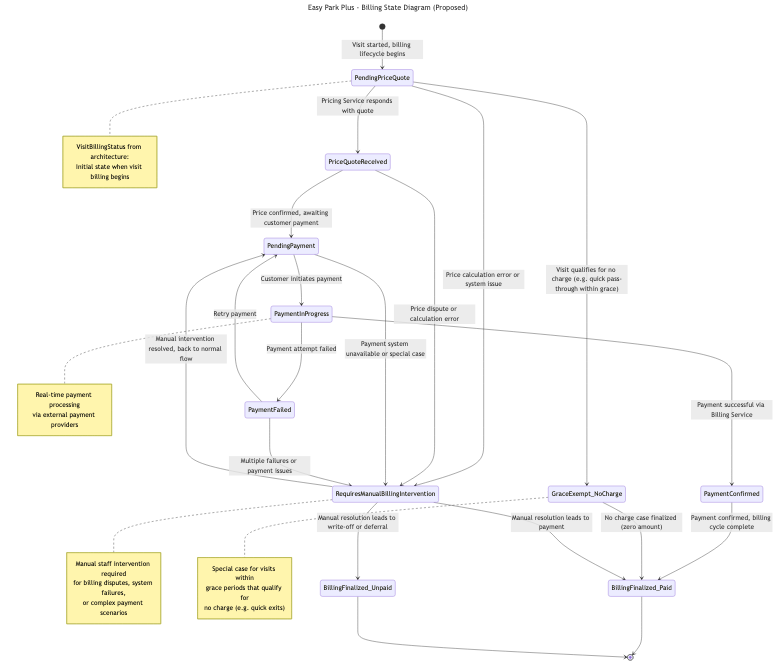 Easy Park Plus - Billing State Diagram (Proposed)
Visit started, billing
lifecycle begins
PendingPriceQuote
Pricing Service responds
with quote
VisitBillingStatus from
architecture:
Initial state when visit
billing begins
PriceQuoteReceived
Price confirmed, awaiting
customer payment
PendingPayment
Customer initiates payment
Price calculation error or
system issue
Visit qualifies for no
charge (e.g. quick pass-
through within grace)
Retry payment
PaymentInProgress
Price dispute or
calculation error
Manual intervention
resolved, back to normal
flow
Payment attempt failed
Payment system
unavailable or special case
Real-time payment
processing
via external payment
providers
PaymentFailed
Payment successful via
Billing Service
Multiple failures or
payment issues
RequiresManualBillingIntervention
GraceExempt_NoCharge
PaymentConfirmed
Manual resolution leads to
write-off or deferral
Manual resolution leads to
payment
No charge case finalized
(zero amount)
Payment confirmed, billing
cycle complete
Manual staff intervention
required
for billing disputes, system
failures,
or complex payment
scenarios
Special case for visits
within
grace periods that qualify
for
no charge (e.g. quick exits)
BillingFinalized_Unpaid
BillingFinalized_Paid